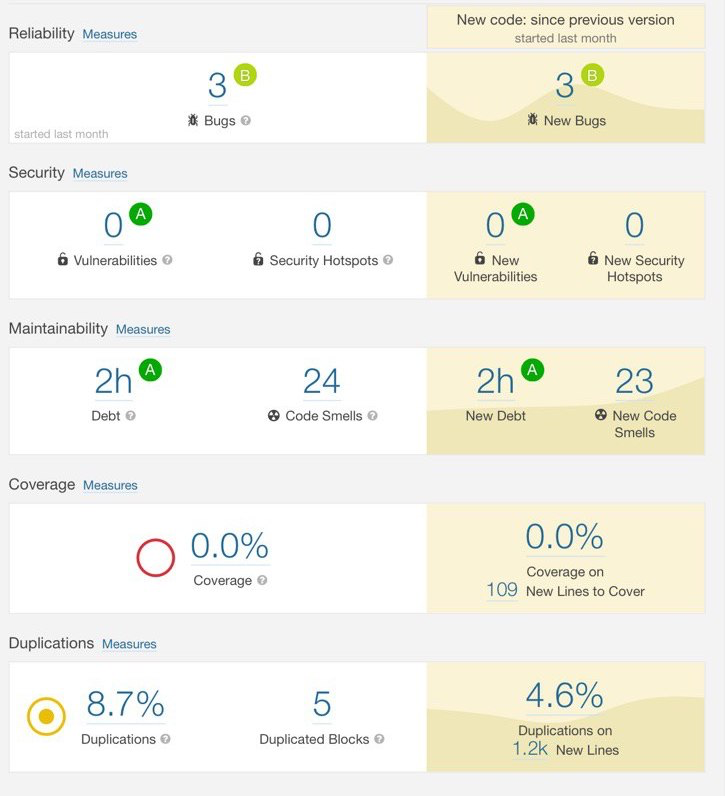 New code: since previous version
started last month
Reliability Measures
3 B
Bugs ?
started last month
3 B
New Bugs
Security Measures
0 A
Vulnerabilities ?
0
Security Hotspots ?
0 A
New
Vulnerabilities
0
New Security
Hotspots
Maintainability Measures
2h A
Debt ?
24
Code Smells ?
2h A
New Debt
23
New Code
Smells
Coverage Measures
0.0%
Coverage ?
0.0%
Coverage on
109 New Lines to Cover
Duplications Measures
8.7%
Duplications ?
5
Duplicated Blocks ?
4.6%
Duplications on
1.2k New Lines